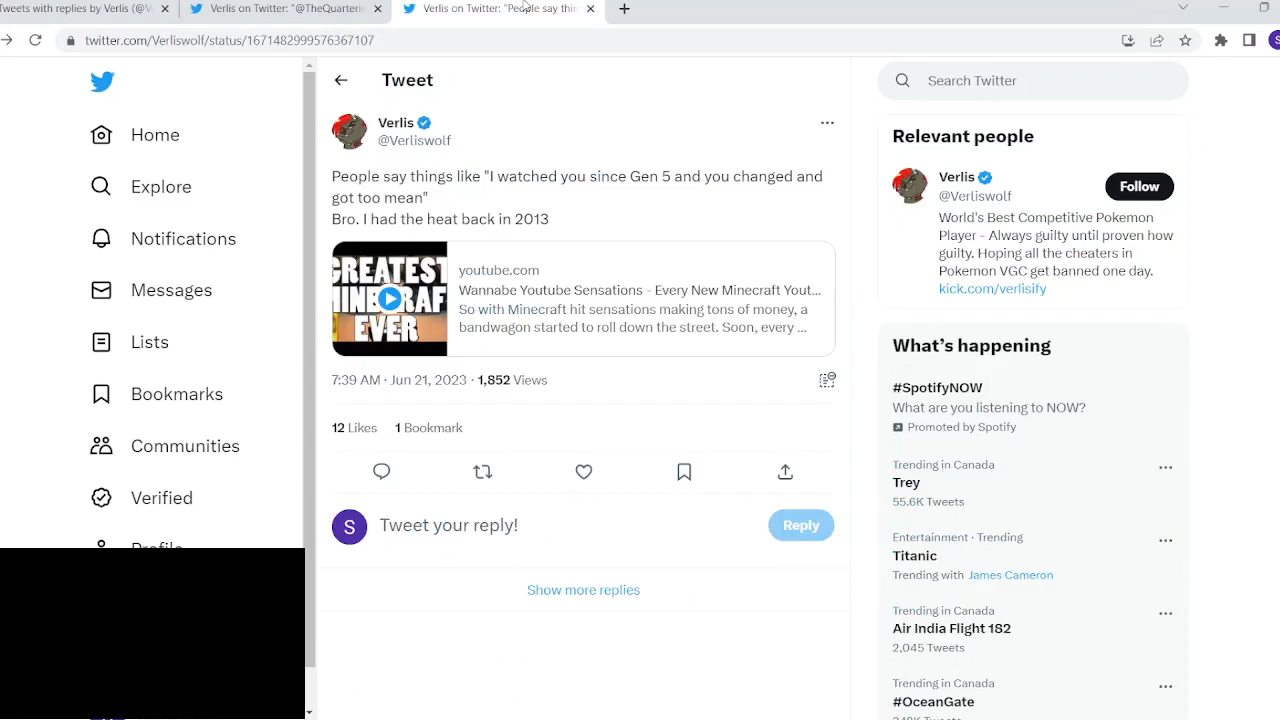 Tweets with replies by Verlis (@V
Verlis on Twitter: "@TheQuarterin
Verlis on Twitter: "People say thin
twitter.com/Verliswolf/status/1671482999576367107
S
Tweet
Search Twitter
Home
Explore
Notifications
Messages
Lists
Bookmarks
Communities
Verified
Profile
Verlis
@Verliswolf
People say things like "I watched you since Gen 5 and you changed and
got too mean"
Bro. I had the heat back in 2013
GREATEST
MINECRAF
EVER
youtube.com
Wannabe Youtube Sensations - Every New Minecraft Yout...
So with Minecraft hit sensations making tons of money, a
bandwagon started to roll down the street. Soon, every ...
7:39 AM · Jun 21, 2023 · 1,852 Views
12 Likes 1 Bookmark
S
Tweet your reply!
Reply
Show more replies
Relevant people
Verlis
@Verliswolf
Follow
World's Best Competitive Pokemon
Player - Always guilty until proven how
guilty. Hoping all the cheaters in
Pokemon VGC get banned one day.
kick.com/verlisify
What's happening
#SpotifyNOW
What are you listening to NOW?
Promoted by Spotify
Trending in Canada
Trey
55.6K Tweets
Entertainment · Trending
Titanic
Trending with James Cameron
Trending in Canada
Air India Flight 182
2,045 Tweets
Trending in Canada
#OceanGate